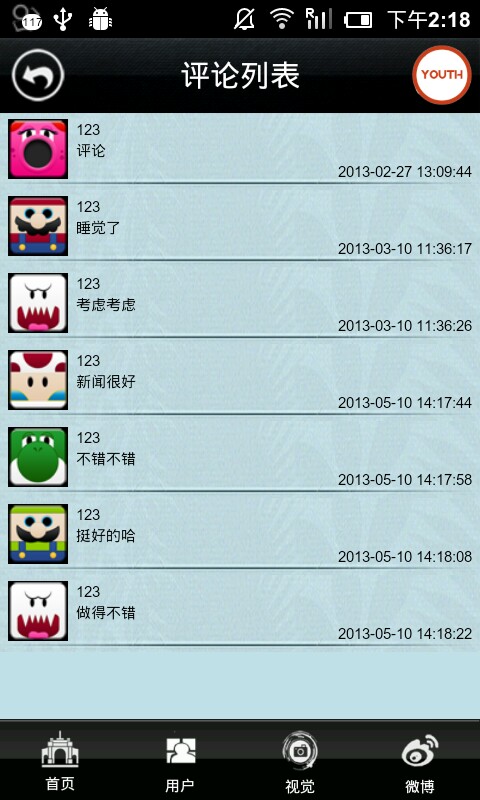 117
R
下午2:18
评论列表
YOUTH
123
评论
2013-02-27 13:09:44
123
睡觉了
2013-03-10 11:36:17
123
考虑考虑
2013-03-10 11:36:26
123
新闻很好
2013-05-10 14:17:44
123
不错不错
2013-05-10 14:17:58
123
挺好的哈
2013-05-10 14:18:08
123
做得不错
2013-05-10 14:18:22
首页
用户
视觉
微博